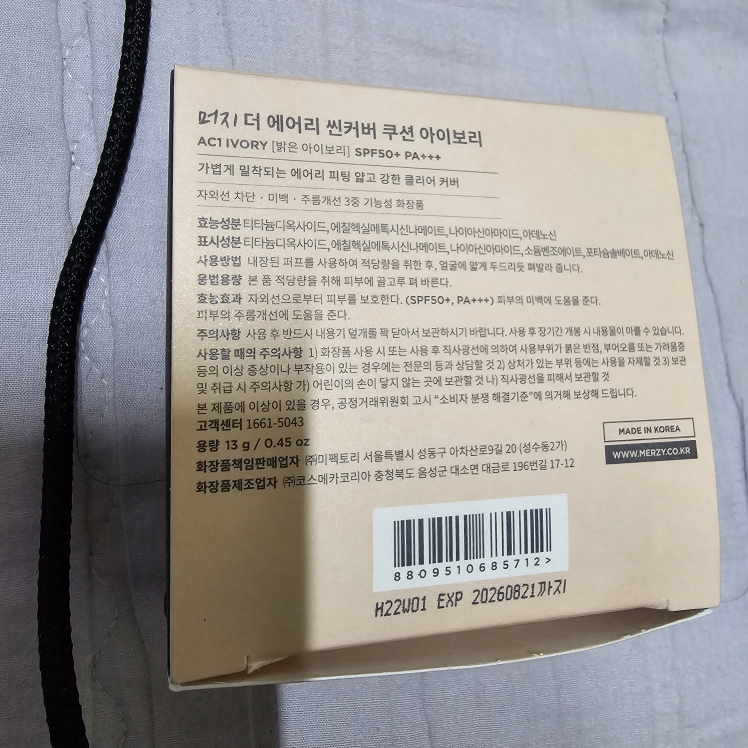 머지 더 에어리 씬커버 쿠션 아이보리
AC1 IVORY [밝은 아이보리] SPF50+ PA+++
가볍게 밀착되는 에어리 피팅 얇고 강한 클리어 커버
자외선 차단 · 미백 · 주름개선 3중 기능성 화장품
효능성분 티타늄디옥사이드, 에칠헥실메톡시신나메이트, 나이아신아마이드, 아데노신
표시성분 티타늄디옥사이드, 에칠헥실메톡시신나메이트, 나이아신아마이드, 소듐벤조에이트, 포타슘솔베이트, 아데노신
사용방법 내장된 퍼프를 사용하여 적당량을 취한 후, 얼굴에 얇게 두드리듯 펴발라 줍니다.
용법용량 본 품 적당량을 취해 피부에 골고루 펴 바른다.
효능효과 자외선으로부터 피부를 보호한다. (SPF50+, PA+++) 피부의 미백에 도움을 준다.
피부의 주름개선에 도움을 준다.
주의사항 사용 후 반드시 내용기 덮개를 꽉 닫아서 보관하시기 바랍니다. 사용 후 장기간 개봉 시 내용물이 마를 수 있습니다.
사용할 때의 주의사항 1) 화장품 사용 시 또는 사용 후 직사광선에 의하여 사용부위가 붉은 반점, 부어오름 또는 가려움증
등의 이상 증상이나 부작용이 있는 경우에는 전문의 등과 상담할 것 2) 상처가 있는 부위 등에는 사용을 자제할 것 3) 보관
및 취급 시 주의사항 가) 어린이의 손이 닿지 않는 곳에 보관할 것 나) 직사광선을 피해서 보관할 것
본 제품에 이상이 있을 경우, 공정거래위원회 고시 "소비자 분쟁 해결기준"에 의거해 보상해 드립니다.
고객센터 1661-5043
용량 13 g / 0.45 oz
화장품책임판매업자 ㈜미팩토리 서울특별시 성동구 아차산로9길 20 (성수동2가)
화장품제조업자 ㈜코스메카코리아 충청북도 음성군 대소면 대금로 196번길 17-12
MADE IN KOREA
WWW.MERZY.CO.KR
8809510685712>
H22W01 EXP 20260821까지